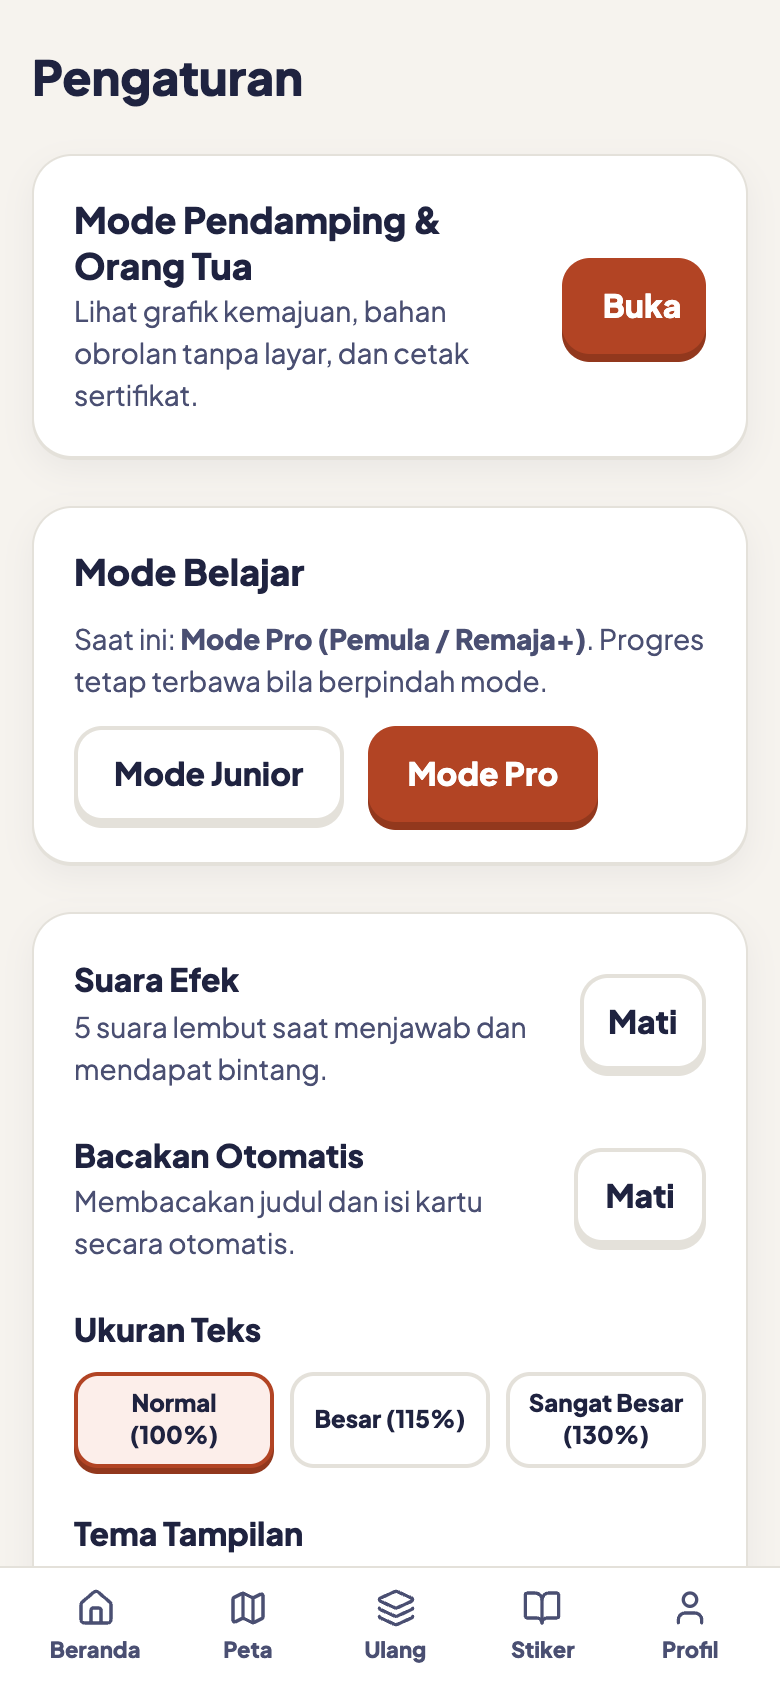 Pengaturan
Mode Pendamping &
Orang Tua
Lihat grafik kemajuan, bahan
obrolan tanpa layar, dan cetak
sertifikat.
Buka
Mode Belajar
Saat ini: Mode Pro (Pemula / Remaja+). Progres
tetap terbawa bila berpindah mode.
Mode Junior
Mode Pro
Suara Efek
5 suara lembut saat menjawab dan
mendapat bintang.
Mati
Bacakan Otomatis
Membacakan judul dan isi kartu
secara otomatis.
Mati
Ukuran Teks
Normal
(100%)
Besar (115%)
Sangat Besar
(130%)
Tema Tampilan
Beranda
Peta
Ulang
Stiker
Profil